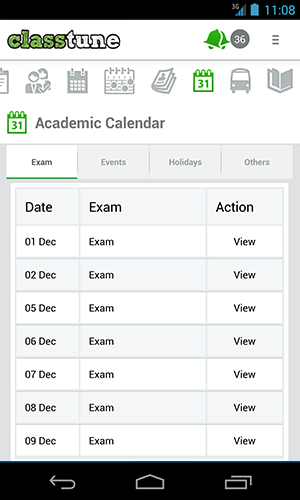 3G 11:08
classtune 36
31
31 Academic Calendar
Exam Events Holidays Others
Date Exam Action
01 Dec Exam View
02 Dec Exam View
05 Dec Exam View
06 Dec Exam View
07 Dec Exam View
08 Dec Exam View
09 Dec Exam View